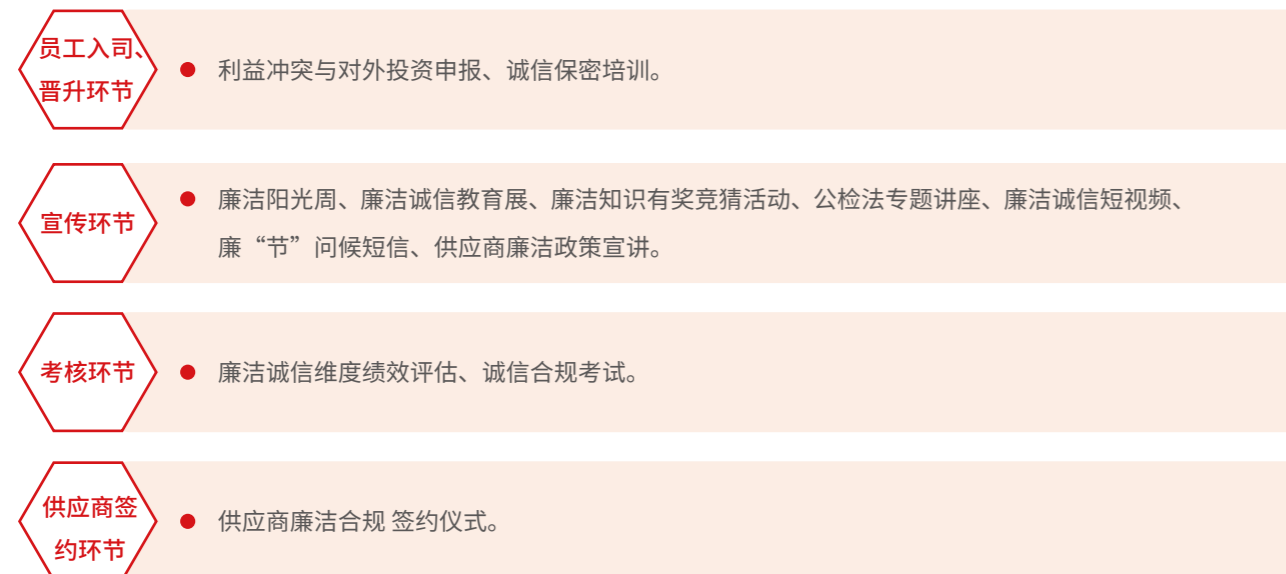 员工入司、
晋升环节
利益冲突与对外投资申报、诚信保密培训。
宣传环节
廉洁阳光周、廉洁诚信教育展、廉洁知识有奖竞猜活动、公检法专题讲座、廉洁诚信短视频、
廉“节”问候短信、供应商廉洁政策宣讲。
考核环节
廉洁诚信维度绩效评估、诚信合规考试。
供应商签
约环节
供应商廉洁合规 签约仪式。